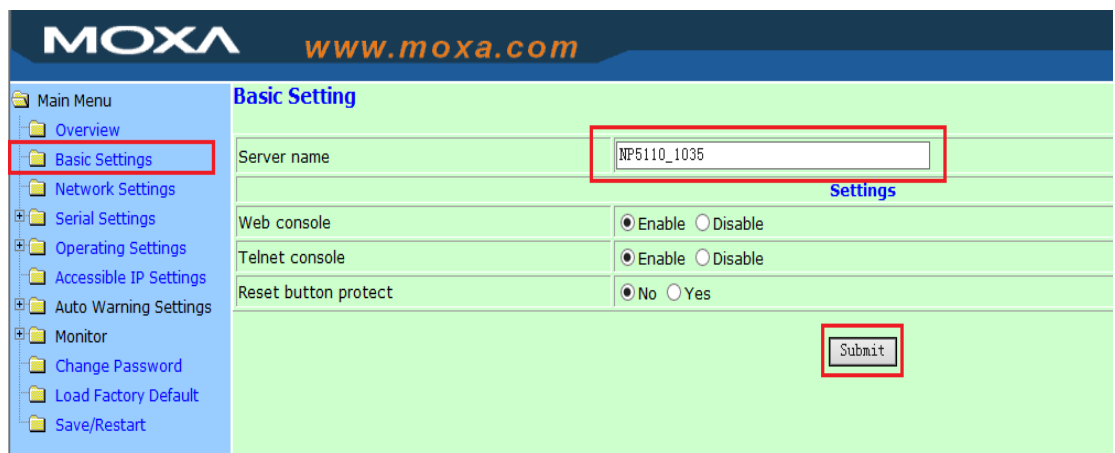 MOXA www.moxa.com
Main Menu
Overview
Basic Settings
Network Settings
Serial Settings
Operating Settings
Accessible IP Settings
Auto Warning Settings
Monitor
Change Password
Load Factory Default
Save/Restart
Basic Setting
Server name NP5110_1035
Settings
Web console Enable Disable
Telnet console Enable Disable
Reset button protect No Yes
Submit